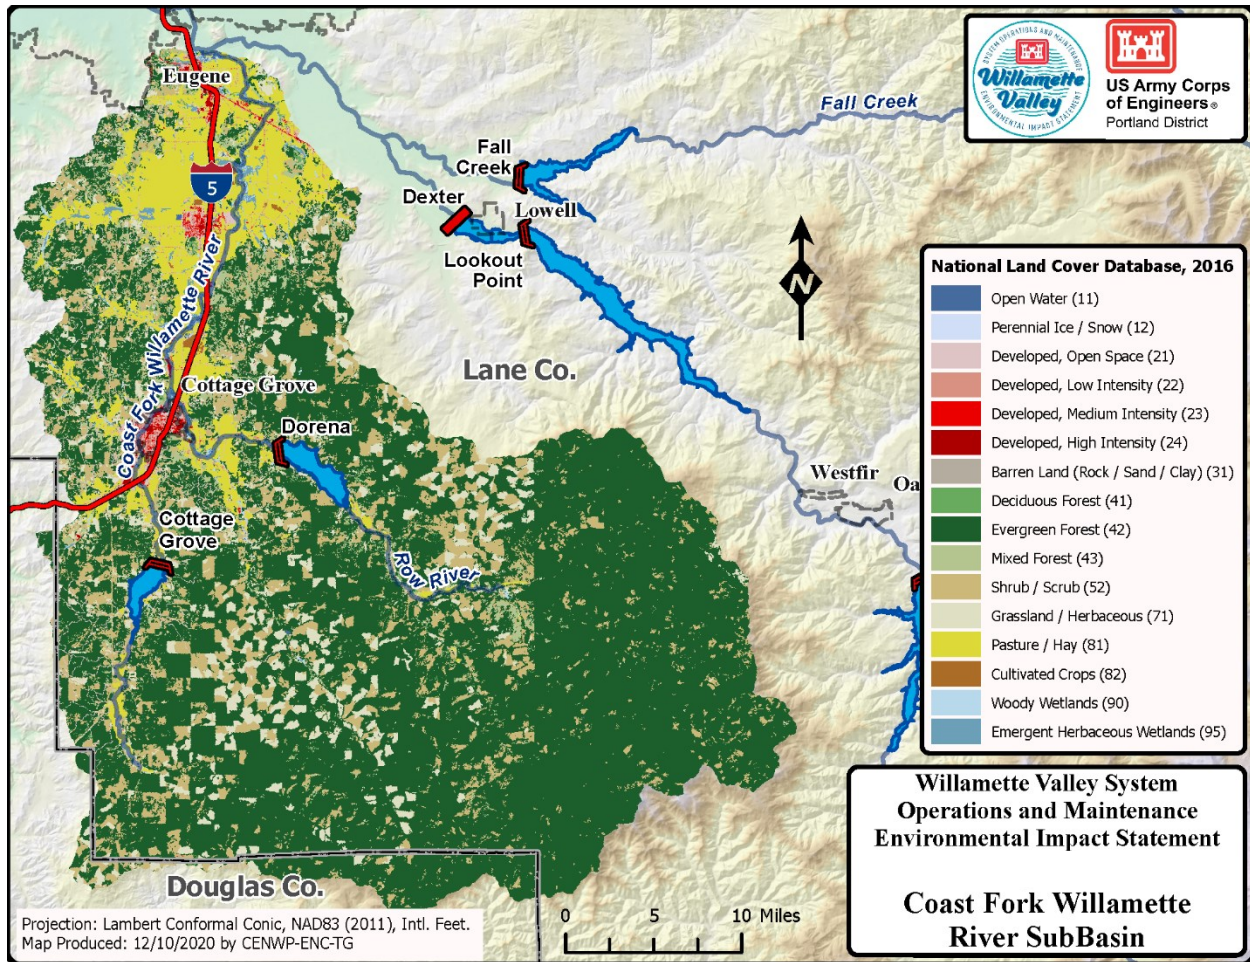 Eugene
5
Coast Fork Willamette River
Cottage Grove
Dorena
Cottage
Grove
Row River
Fall
Creek
Fall Creek
Dexter
Lowell
Lookout
Point
N
Lane Co.
Westfir
Oa
Douglas Co.
SYSTEM OPERATIONS AND MAINTENANCE
Willamette
Valley
ENVIRONMENTAL IMPACT STATEMENT
US Army Corps
of Engineers®
Portland District
National Land Cover Database, 2016
Open Water (11)
Perennial Ice / Snow (12)
Developed, Open Space (21)
Developed, Low Intensity (22)
Developed, Medium Intensity (23)
Developed, High Intensity (24)
Barren Land (Rock / Sand / Clay) (31)
Deciduous Forest (41)
Evergreen Forest (42)
Mixed Forest (43)
Shrub / Scrub (52)
Grassland / Herbaceous (71)
Pasture / Hay (81)
Cultivated Crops (82)
Woody Wetlands (90)
Emergent Herbaceous Wetlands (95)
Willamette Valley System
Operations and Maintenance
Environmental Impact Statement
Coast Fork Willamette
River SubBasin
Projection: Lambert Conformal Conic, NAD83 (2011), Intl. Feet.
Map Produced: 12/10/2020 by CENWP-ENC-TG
0 5 10 Miles